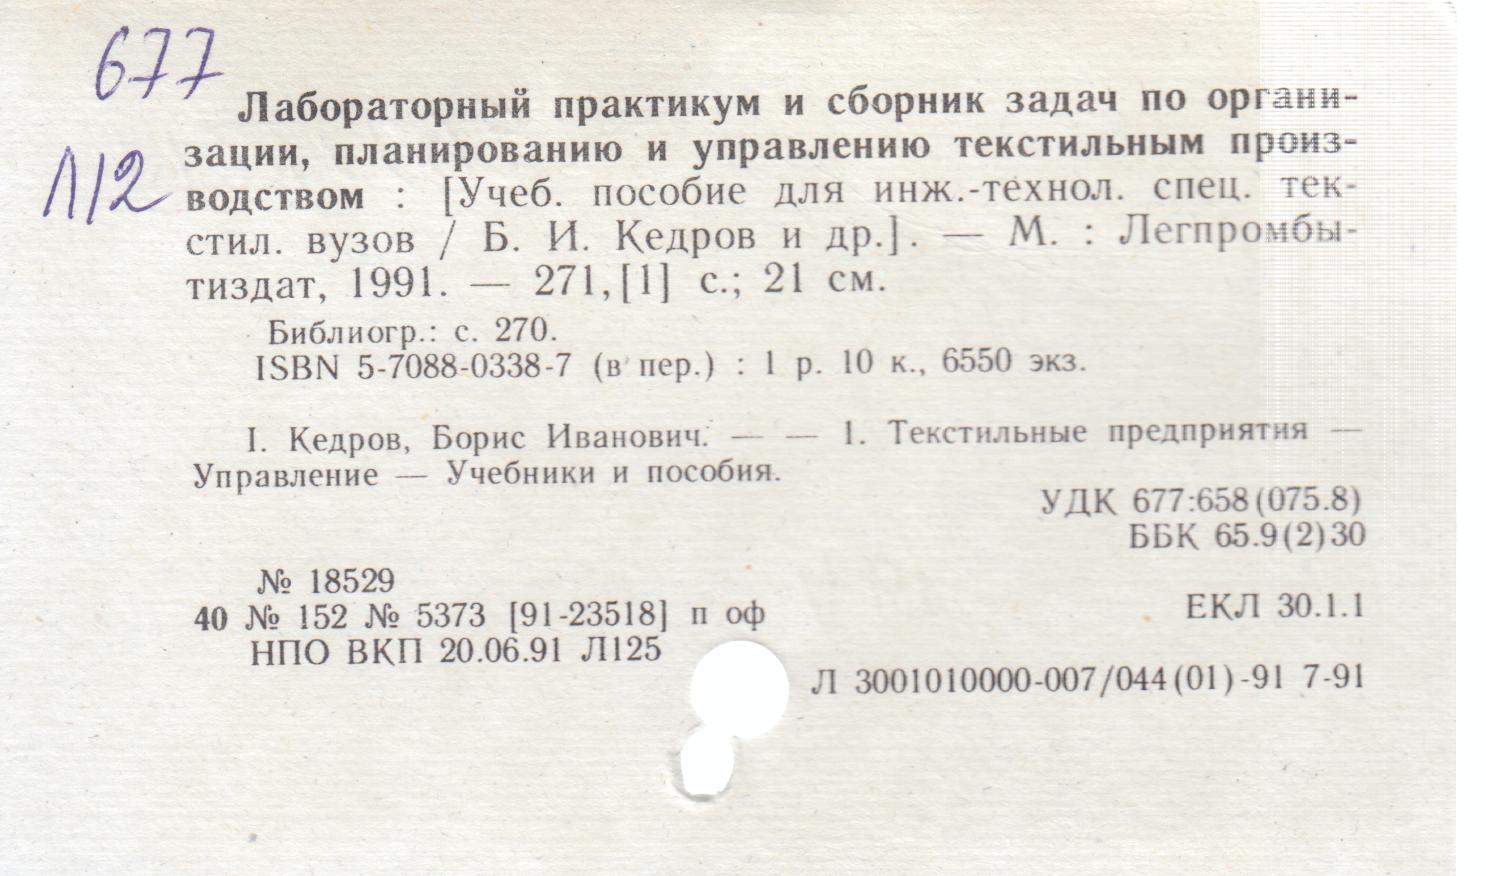 677
Лабораторный практикум и сборник задач по органи-
Л12
зации, планированию и управлению текстильным произ-
водством : [Учеб. пособие для инж.-технол. спец. тек-
стил. вузов / Б. И. Кедров и др.]. — М. : Легпромбы-
тиздат, 1991. — 271,[1] с.; 21 см.
Библиогр.: с. 270.
ISBN 5-7088-0338-7 (в пер.) : 1 р. 10 к., 6550 экз.
I. Кедров, Борис Иванович. — — 1. Текстильные предприятия —
Управление — Учебники и пособия.
УДК 677:658(075.8)
ББК 65.9(2)30
№ 18529
40 № 152 № 5373 [91-23518] п оф
ЕКЛ 30.1.1
НПО ВКП 20.06.91 Л125
Л 3001010000-007/044(01)-91 7-91